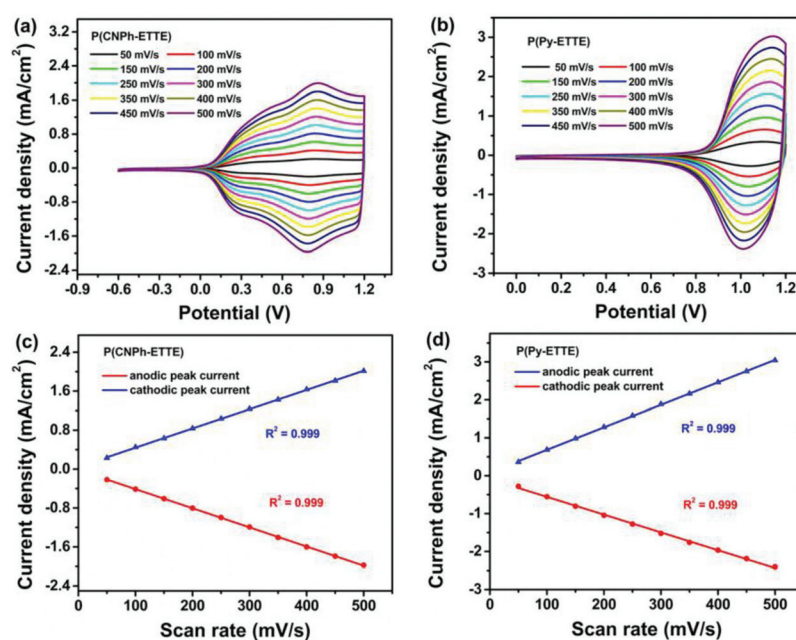 (a)
P(CNPh-ETTE)
50 mV/s 100 mV/s
150 mV/s 200 mV/s
250 mV/s 300 mV/s
350 mV/s 400 mV/s
450 mV/s 500 mV/s
Current density (mA/cm²)
2.4
1.6
0.8
0.0
-0.8
-1.6
-2.4
-0.9 -0.6 -0.3 0.0 0.3 0.6 0.9 1.2
Potential (V)
(b)
P(Py-ETTE)
50 mV/s 100 mV/s
150 mV/s 200 mV/s
250 mV/s 300 mV/s
350 mV/s 400 mV/s
450 mV/s 500 mV/s
Current density (mA/cm²)
3
2
1
0
-1
-2
-3
0.0 0.2 0.4 0.6 0.8 1.0 1.2
Potential (V)
(c)
P(CNPh-ETTE)
anodic peak current
cathodic peak current
R² = 0.999
R² = 0.999
Current density (mA/cm²)
2.4
1.6
0.8
0.0
-0.8
-1.6
-2.4
0 100 200 300 400 500
Scan rate (mV/s)
(d)
P(Py-ETTE)
anodic peak current
cathodic peak current
R² = 0.999
R² = 0.999
Current density (mA/cm²)
3
2
1
0
-1
-2
-3
0 100 200 300 400 500
Scan rate (mV/s)